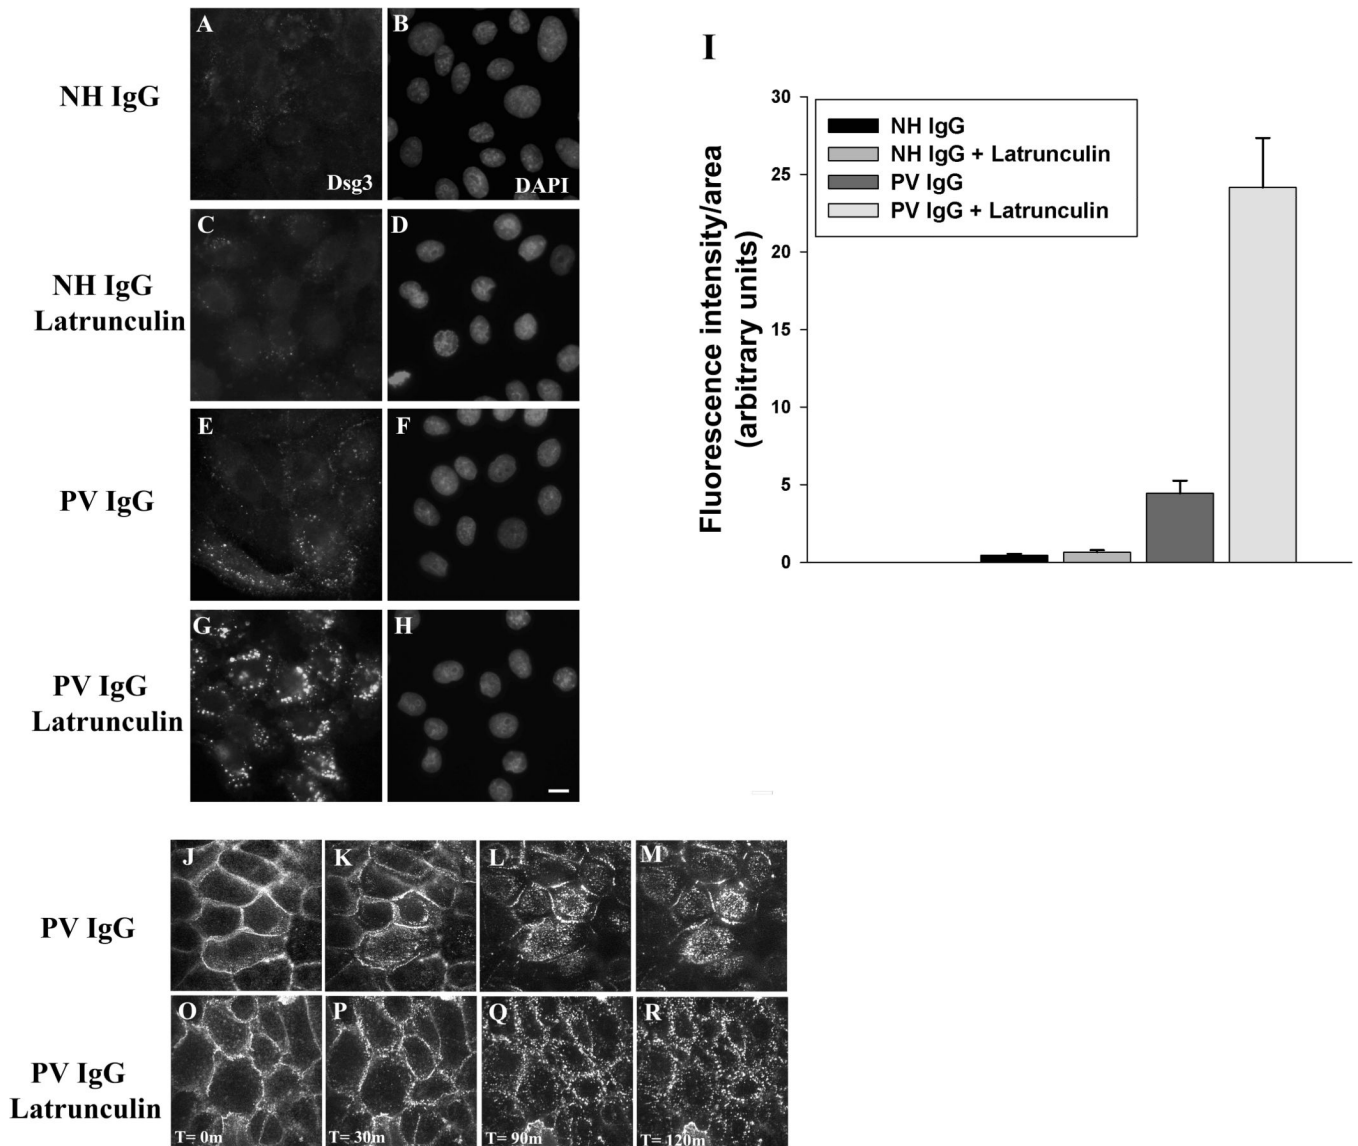 A
B
NH IgG
Dsg3
DAPI
C
D
NH IgG
Latrunculin
E
F
PV IgG
G
H
PV IgG
Latrunculin
I
30
25
20
15
10
5
0
Fluorescence intensity/area
(arbitrary units)
NH IgG
NH IgG + Latrunculin
PV IgG
PV IgG + Latrunculin
J
K
L
M
PV IgG
O
P
Q
R
PV IgG
Latrunculin
T= 0m
T= 30m
T= 90m
T= 120m